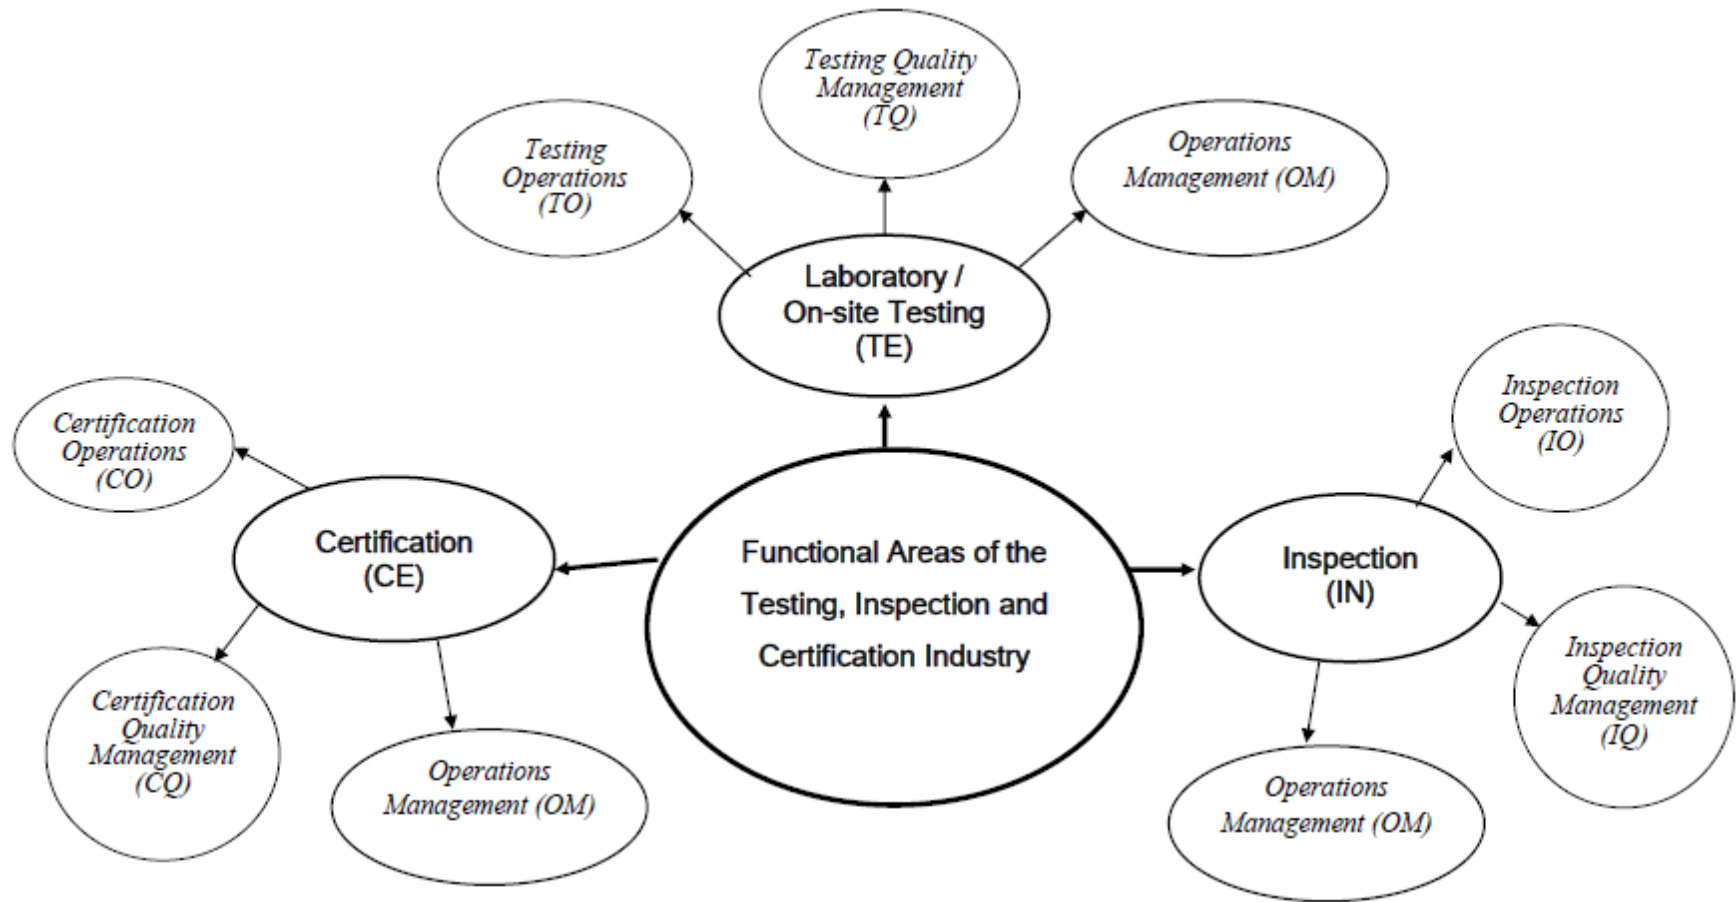 Testing Quality
Management
(TQ)
Testing
Operations
(TO)
Operations
Management (OM)
Laboratory /
On-site Testing
(TE)
Certification
Operations
(CO)
Inspection
Operations
(IO)
Certification
(CE)
Functional Areas of the
Testing, Inspection and
Certification Industry
Inspection
(IN)
Certification
Quality
Management
(CQ)
Operations
Management (OM)
Operations
Management (OM)
Inspection
Quality
Management
(IQ)